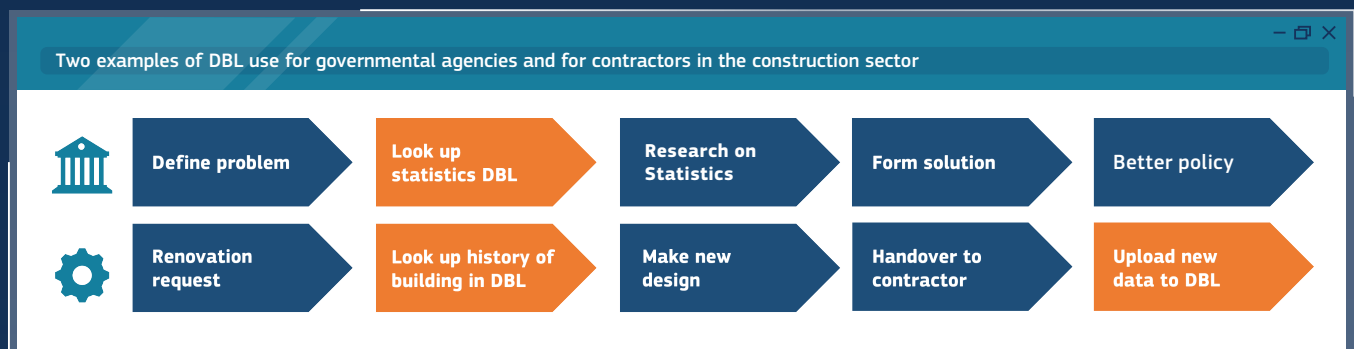 Two examples of DBL use for governmental agencies and for contractors in the construction sector
Define problem
Look up
statistics DBL
Research on
Statistics
Form solution
Better policy
Renovation
request
Look up history of
building in DBL
Make new
design
Handover to
contractor
Upload new
data to DBL